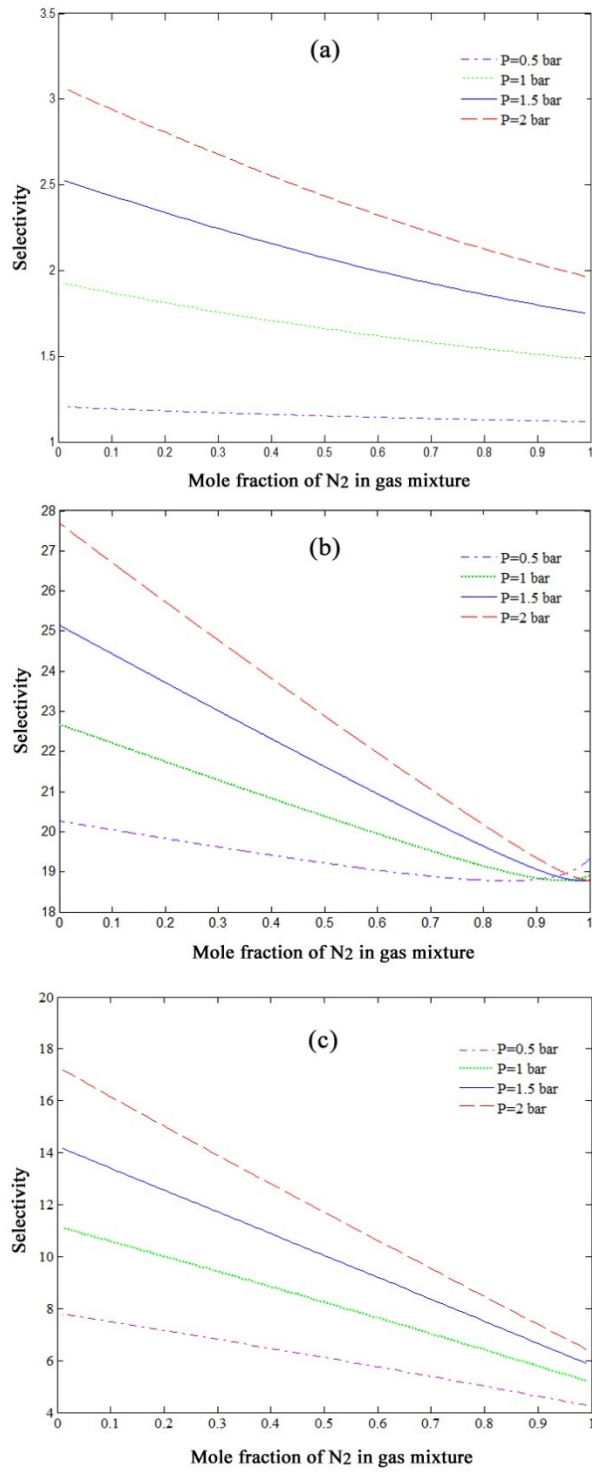 3.5
(a)
P=0.5 bar
P=1 bar
P=1.5 bar
P=2 bar
3
2.5
2
1.5
1
Selectivity
0 0.1 0.2 0.3 0.4 0.5 0.6 0.7 0.8 0.9 1
Mole fraction of N2 in gas mixture
28
(b)
P=0.5 bar
P=1 bar
P=1.5 bar
P=2 bar
27
26
25
24
23
22
21
20
19
18
Selectivity
0 0.1 0.2 0.3 0.4 0.5 0.6 0.7 0.8 0.9 1
Mole fraction of N2 in gas mixture
20
(c)
P=0.5 bar
P=1 bar
P=1.5 bar
P=2 bar
18
16
14
12
10
8
6
4
Selectivity
0 0.1 0.2 0.3 0.4 0.5 0.6 0.7 0.8 0.9 1
Mole fraction of N2 in gas mixture